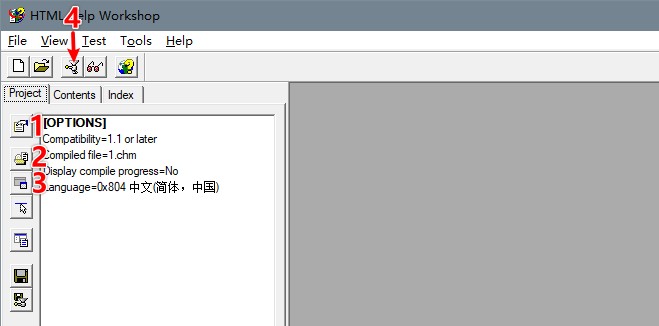 HTML Help Workshop
4
File View Test Tools Help
Project Contents Index
1
[OPTIONS]
Compatibility=1.1 or later
2
Compiled file=1.chm
Display compile progress=No
3
Language=0x804 中文(简体，中国)